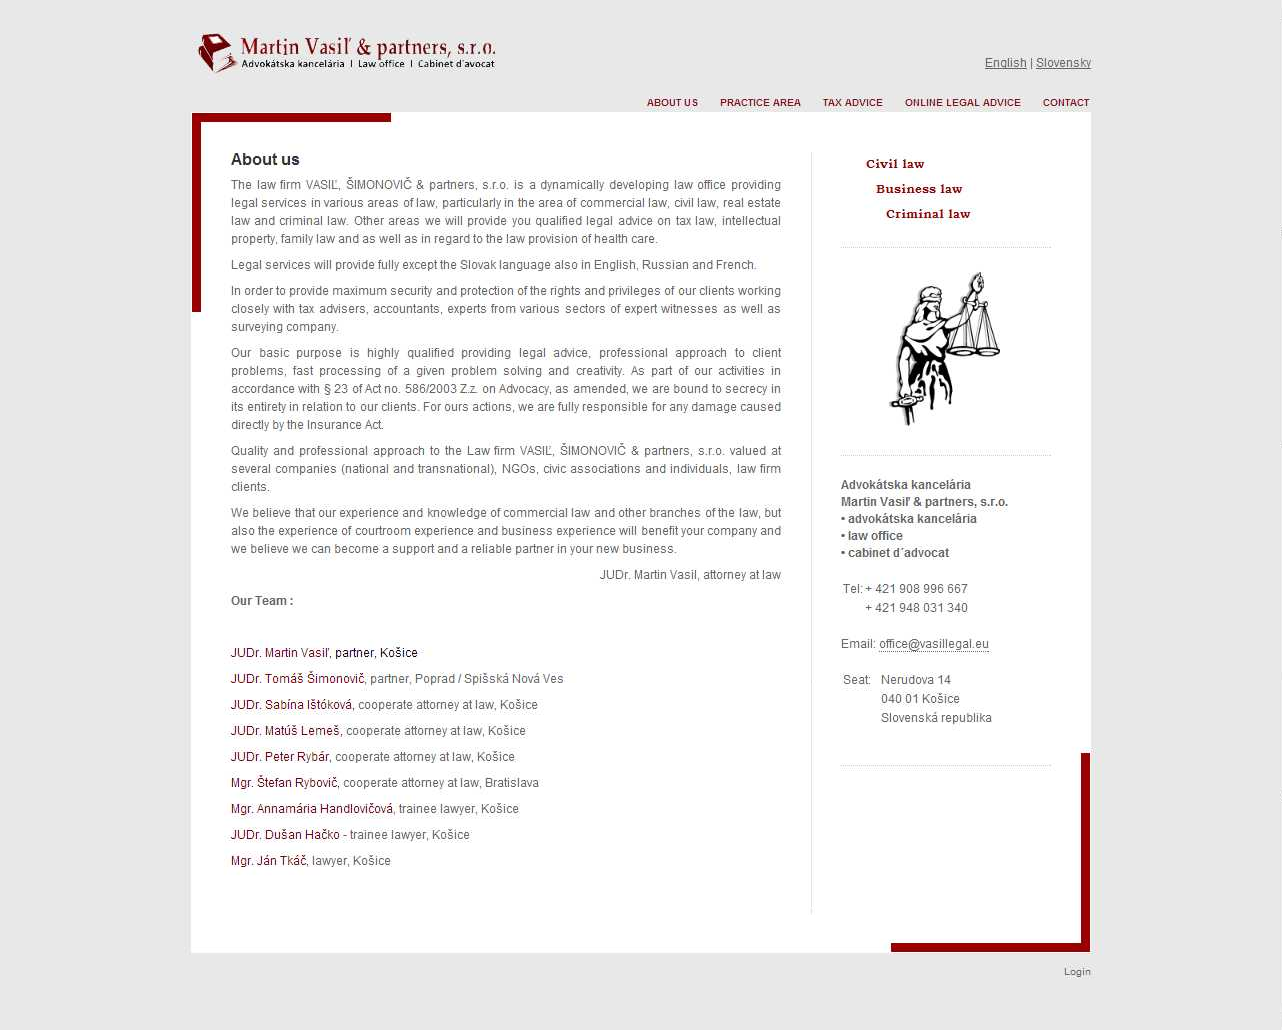 Martin Vasiľ & partners, s.r.o.
Advokátska kancelária | Law office | Cabinet d´avocat
English | Slovensky
ABOUT US PRACTICE AREA TAX ADVICE ONLINE LEGAL ADVICE CONTACT
About us
The law firm VASIĽ, ŠIMONOVIČ & partners, s.r.o. is a dynamically developing law office providing
legal services in various areas of law, particularly in the area of commercial law, civil law, real estate
law and criminal law. Other areas we will provide you qualified legal advice on tax law, intellectual
property, family law and as well as in regard to the law provision of health care.
Legal services will provide fully except the Slovak language also in English, Russian and French.
In order to provide maximum security and protection of the rights and privileges of our clients working
closely with tax advisers, accountants, experts from various sectors of expert witnesses as well as
surveying company.
Our basic purpose is highly qualified providing legal advice, professional approach to client
problems, fast processing of a given problem solving and creativity. As part of our activities in
accordance with § 23 of Act no. 586/2003 Z.z. on Advocacy, as amended, we are bound to secrecy in
its entirety in relation to our clients. For ours actions, we are fully responsible for any damage caused
directly by the Insurance Act.
Quality and professional approach to the Law firm VASIĽ, ŠIMONOVIČ & partners, s.r.o. valued at
several companies (national and transnational), NGOs, civic associations and individuals, law firm
clients.
We believe that our experience and knowledge of commercial law and other branches of the law, but
also the experience of courtroom experience and business experience will benefit your company and
we believe we can become a support and a reliable partner in your new business.
JUDr. Martin Vasil, attorney at law
Our Team :
JUDr. Martin Vasiľ, partner, Košice
JUDr. Tomáš Šimonovič, partner, Poprad / Spišská Nová Ves
JUDr. Sabína Ištóková, cooperate attorney at law, Košice
JUDr. Matúš Lemeš, cooperate attorney at law, Košice
JUDr. Peter Rybár, cooperate attorney at law, Košice
Mgr. Štefan Rybovič, cooperate attorney at law, Bratislava
Mgr. Annamária Handlovičová, trainee lawyer, Košice
JUDr. Dušan Hačko - trainee lawyer, Košice
Mgr. Ján Tkáč, lawyer, Košice
Civil law
Business law
Criminal law
Advokátska kancelária
Martin Vasiľ & partners, s.r.o.
• advokátska kancelária
• law office
• cabinet d´advocat
Tel: + 421 908 996 667
+ 421 948 031 340
Email: office@vasillegal.eu
Seat: Nerudova 14
040 01 Košice
Slovenská republika
Login